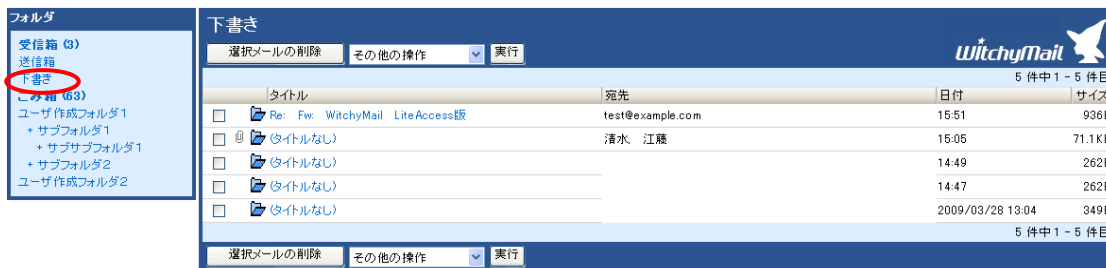 フォルダ
受信箱 (3)
送信箱
下書き
ごみ箱 (63)
ユーザ作成フォルダ1
+ サブフォルダ1
+ サブサブフォルダ1
+ サブフォルダ2
ユーザ作成フォルダ2
下書き
選択メールの削除 その他の操作 実行
WitchyMail
5 件中 1 - 5 件目
タイトル 宛先 日付 サイズ
Re: Fw: WitchyMail LiteAccess版 test@example.com 15:51 936
(タイトルなし) 清水, 江藤 15:05 71.1K
(タイトルなし) 14:49 262
(タイトルなし) 14:47 262
(タイトルなし) 2009/03/28 13:04 349
5 件中 1 - 5 件目
選択メールの削除 その他の操作 実行